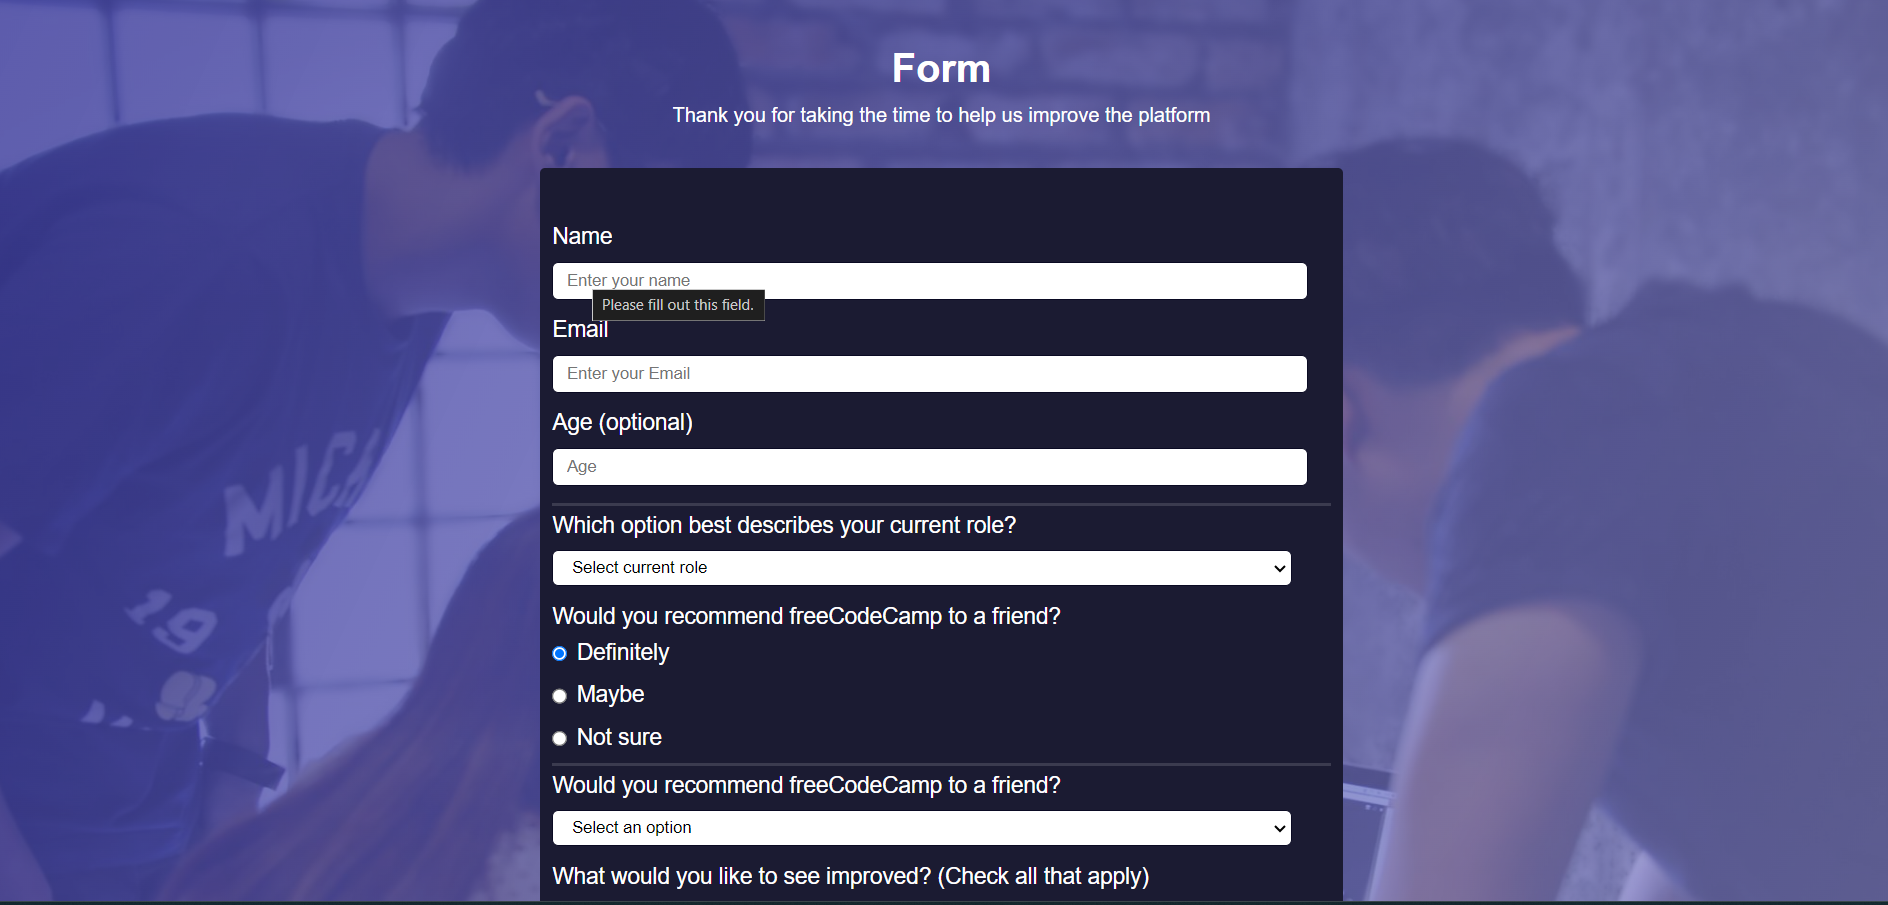 Form
Thank you for taking the time to help us improve the platform
Name
Enter your name
Please fill out this field.
Email
Enter your Email
Age (optional)
Age
Which option best describes your current role?
Select current role
Would you recommend freeCodeCamp to a friend?
Definitely
Maybe
Not sure
Would you recommend freeCodeCamp to a friend?
Select an option
What would you like to see improved? (Check all that apply)
MICH
19